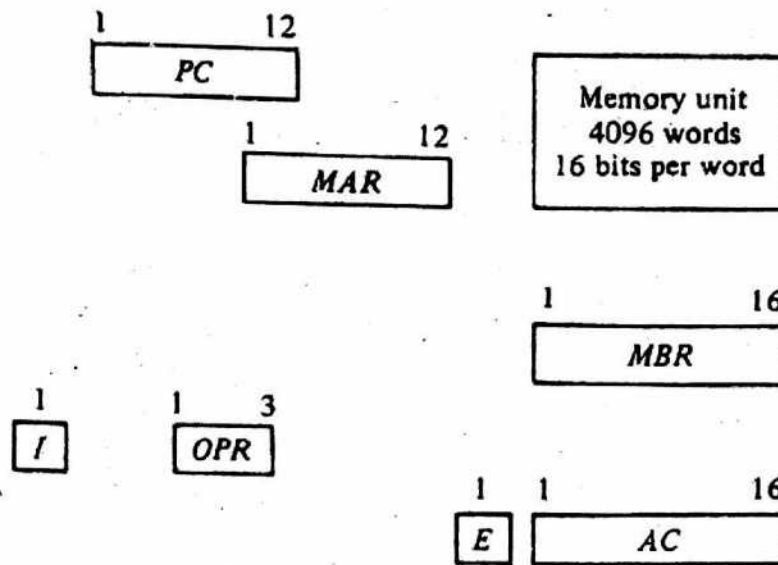 1 12
PC
Memory unit
4096 words
16 bits per word
1 12
MAR
1 16
MBR
1
I
1 3
OPR
1
E
1 16
AC